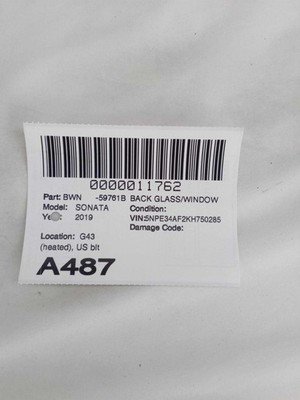 0000011762
Part: BWN -59761B BACK GLASS/WINDOW
Model: SONATA Condition:
2019 VIN:5NPE34AF2KH750285
Damage Code:
Location: G43
(heated), US blt
A487